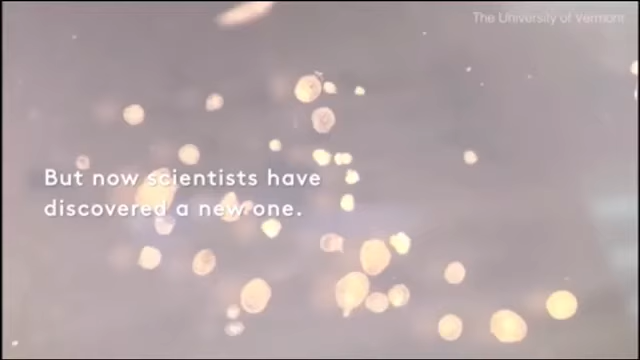 The University of Vermont
But now scientists have
discovered a new one.